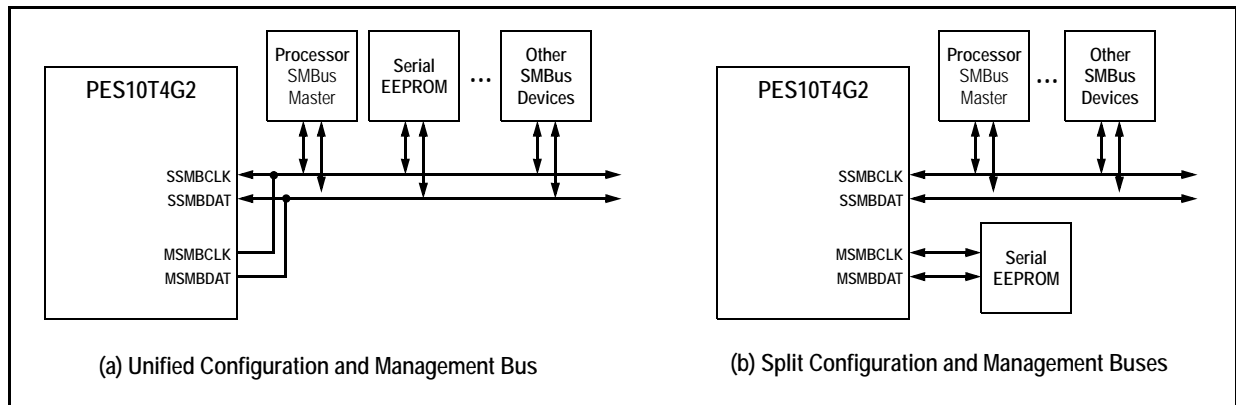 PES10T4G2
Processor
SMBus
Master
Serial
EEPROM
...
Other
SMBus
Devices
SSMBCLK
SSMBDAT
MSMBCLK
MSMBDAT
(a) Unified Configuration and Management Bus
PES10T4G2
Processor
SMBus
Master
...
Other
SMBus
Devices
SSMBCLK
SSMBDAT
MSMBCLK
MSMBDAT
Serial
EEPROM
(b) Split Configuration and Management Buses